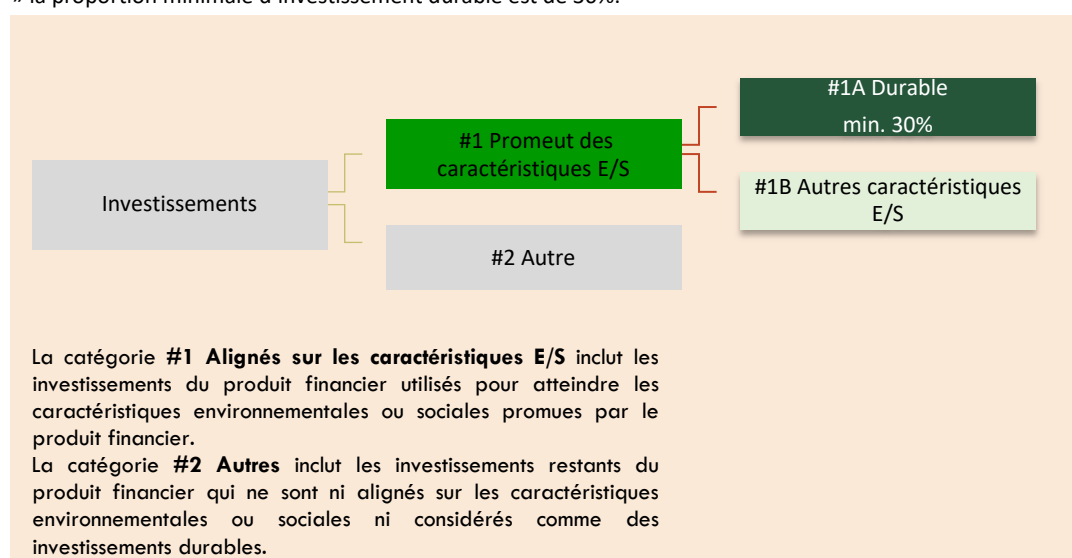 la proportion minimale d'investissement durable est de 30%.
#1A Durable
min. 30%
#1 Promeut des
caractéristiques E/S
#1B Autres caractéristiques
E/S
Investissements
#2 Autre
La catégorie #1 Alignés sur les caractéristiques E/S inclut les
investissements du produit financier utilisés pour atteindre les
caractéristiques environnementales ou sociales promues par le
produit financier.
La catégorie #2 Autres inclut les investissements restants du
produit financier qui ne sont ni alignés sur les caractéristiques
environnementales ou sociales ni considérés comme des
investissements durables.